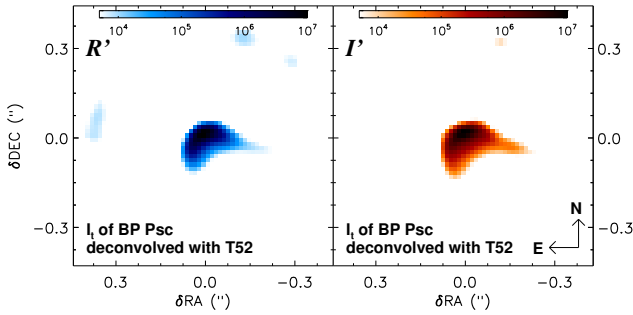 10⁴ 10⁵ 10⁶ 10⁷
10⁴ 10⁵ 10⁶ 10⁷
R'
I'
0.3
0.0
−0.3
0.3
0.0
−0.3
δDEC (")
Iₜ of BP Psc
deconvolved with T52
Iₜ of BP Psc
deconvolved with T52
N
E
0.3 0.0 −0.3
0.3 0.0 −0.3
δRA (")
δRA (")